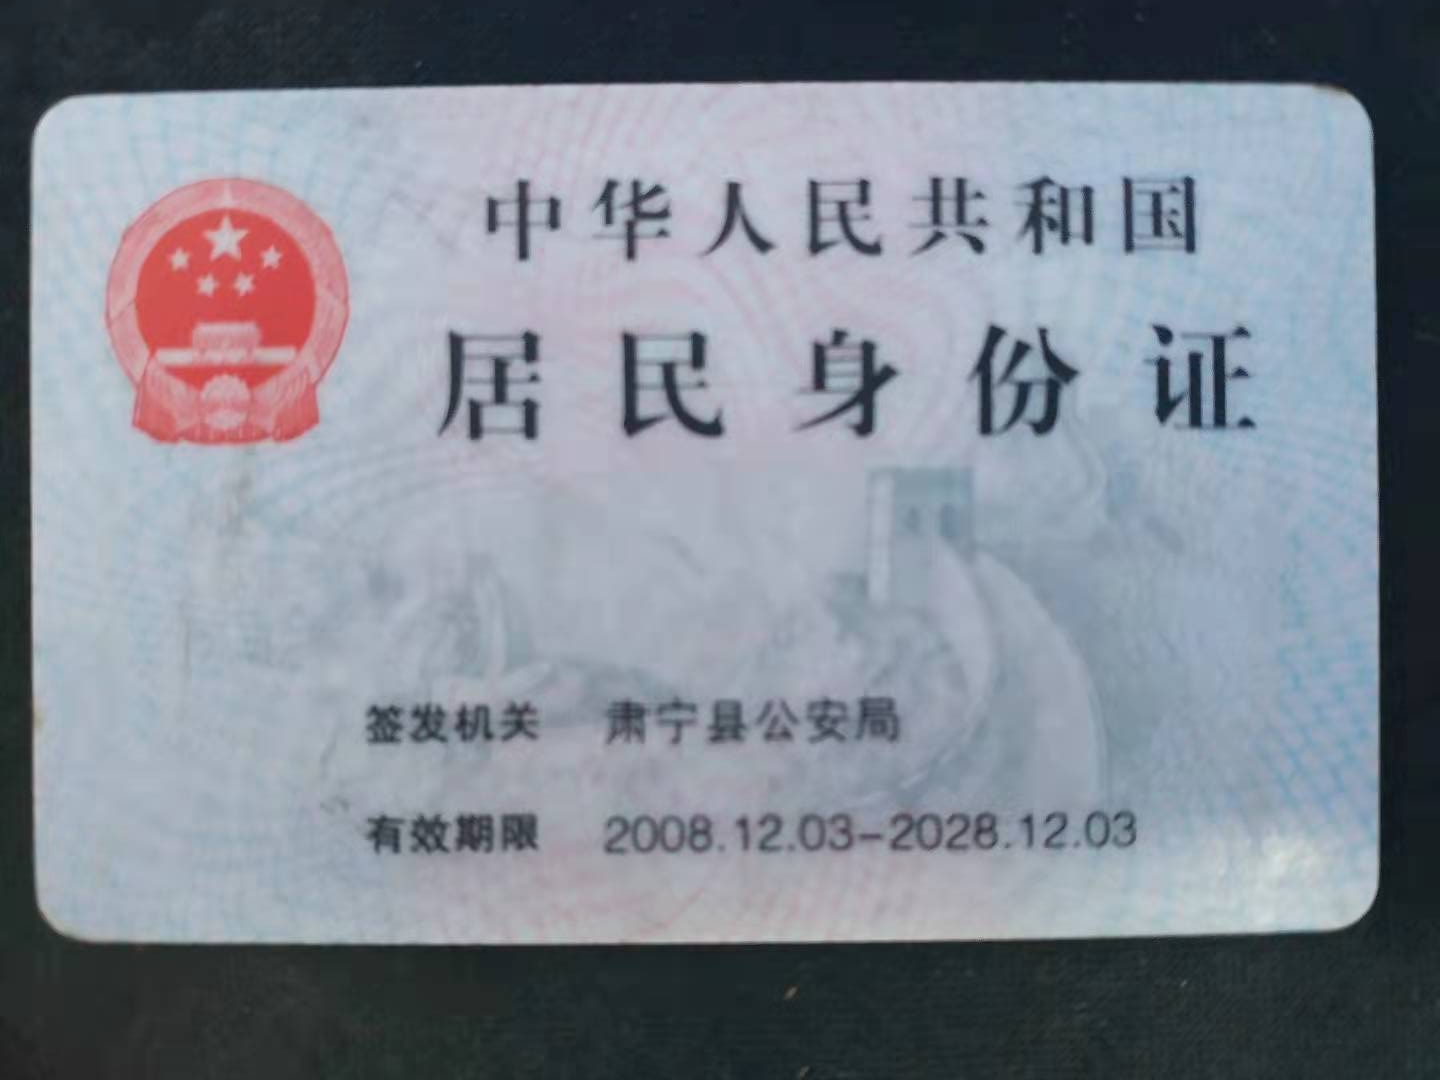 中华人民共和国
居民身份证
签发机关 肃宁县公安局
有效期限 2008.12.03-2028.12.03